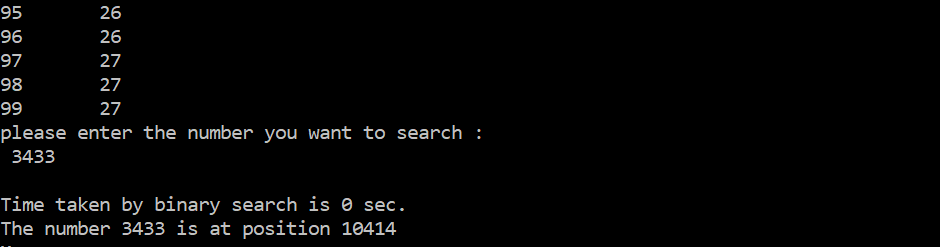 95 26
96 26
97 27
98 27
99 27
please enter the number you want to search :
3433
Time taken by binary search is 0 sec.
The number 3433 is at position 10414